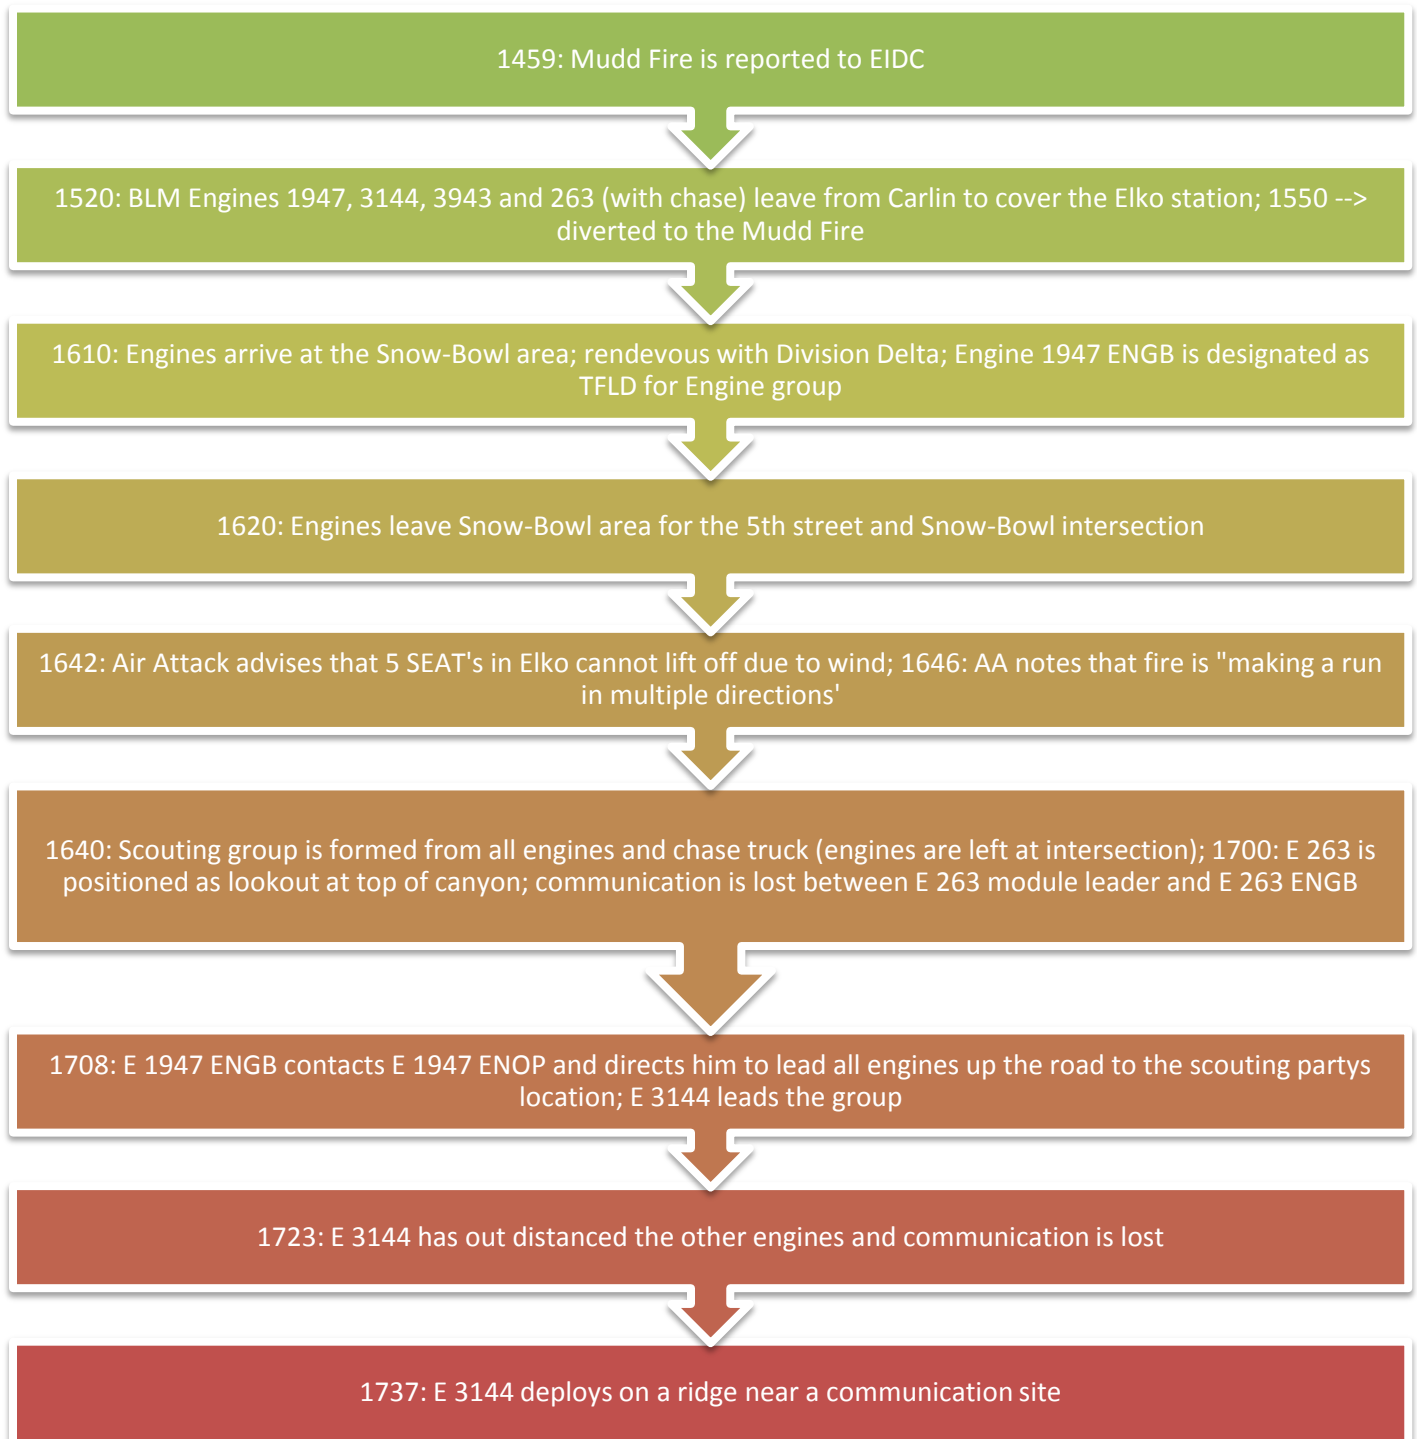 1459: Mudd Fire is reported to EIDC
1520: BLM Engines 1947, 3144, 3943 and 263 (with chase) leave from Carlin to cover the Elko station; 1550 -->
diverted to the Mudd Fire
1610: Engines arrive at the Snow-Bowl area; rendevous with Division Delta; Engine 1947 ENGB is designated as
TFLD for Engine group
1620: Engines leave Snow-Bowl area for the 5th street and Snow-Bowl intersection
1642: Air Attack advises that 5 SEAT's in Elko cannot lift off due to wind; 1646: AA notes that fire is "making a run
in multiple directions'
1640: Scouting group is formed from all engines and chase truck (engines are left at intersection); 1700: E 263 is
positioned as lookout at top of canyon; communication is lost between E 263 module leader and E 263 ENGB
1708: E 1947 ENGB contacts E 1947 ENOP and directs him to lead all engines up the road to the scouting partys
location; E 3144 leads the group
1723: E 3144 has out distanced the other engines and communication is lost
1737: E 3144 deploys on a ridge near a communication site